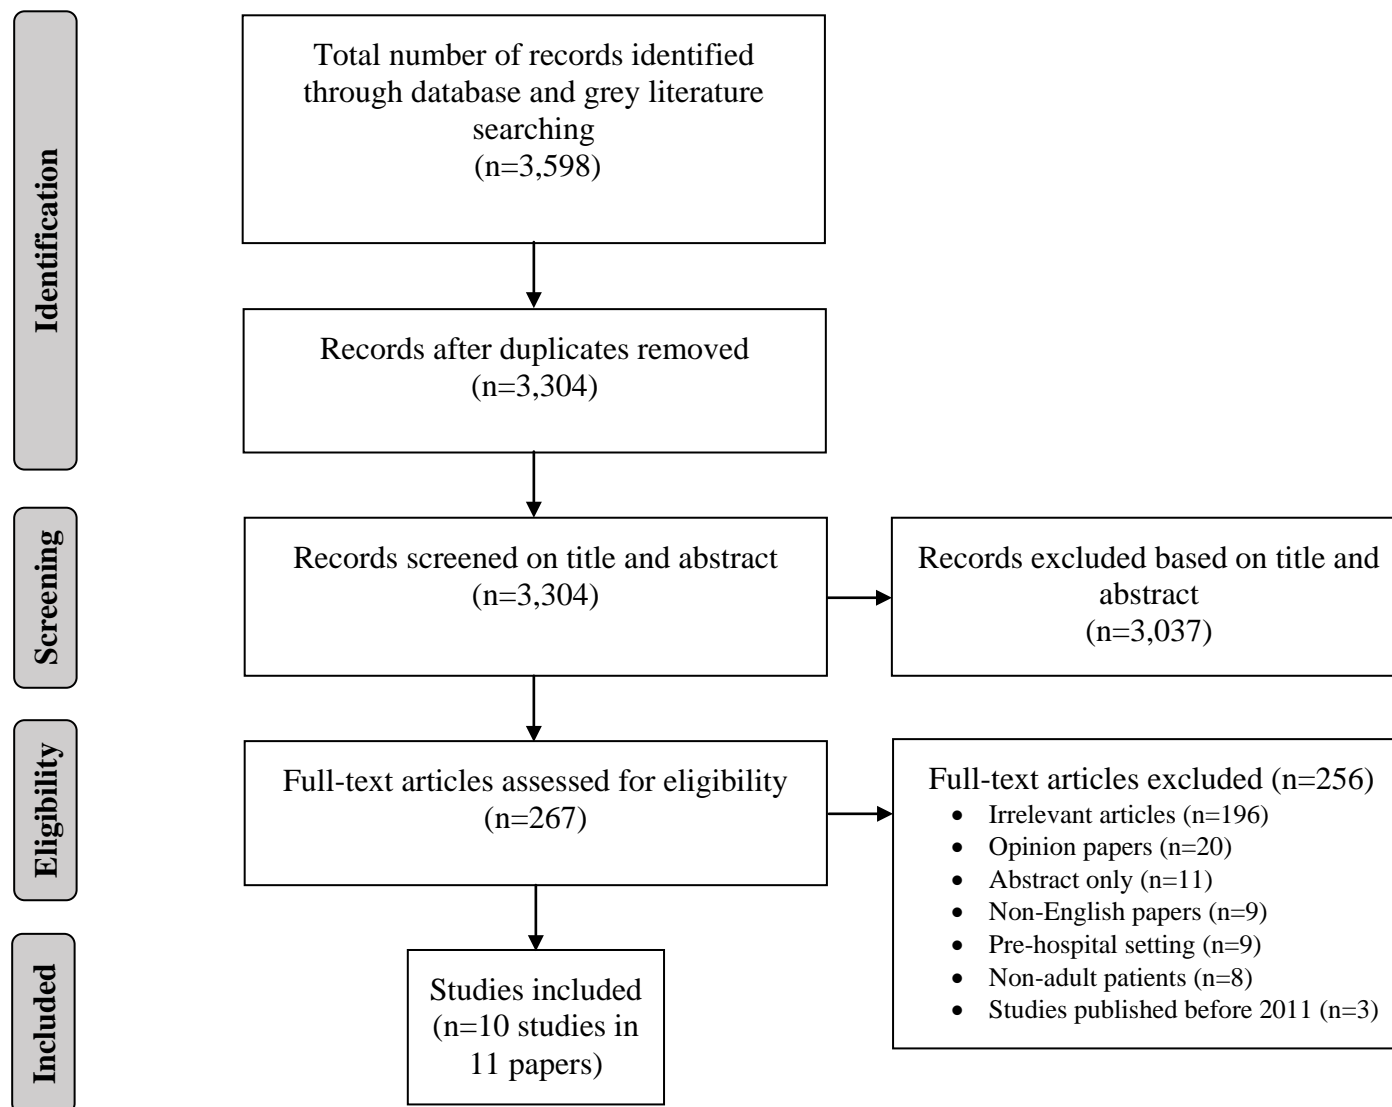 Identification
Total number of records identified
through database and grey literature
searching
(n=3,598)
Records after duplicates removed
(n=3,304)
Screening
Records screened on title and abstract
(n=3,304)
Records excluded based on title and
abstract
(n=3,037)
Eligibility
Full-text articles assessed for eligibility
(n=267)
Full-text articles excluded (n=256)
• Irrelevant articles (n=196)
• Opinion papers (n=20)
• Abstract only (n=11)
• Non-English papers (n=9)
• Pre-hospital setting (n=9)
• Non-adult patients (n=8)
• Studies published before 2011 (n=3)
Included
Studies included
(n=10 studies in
11 papers)